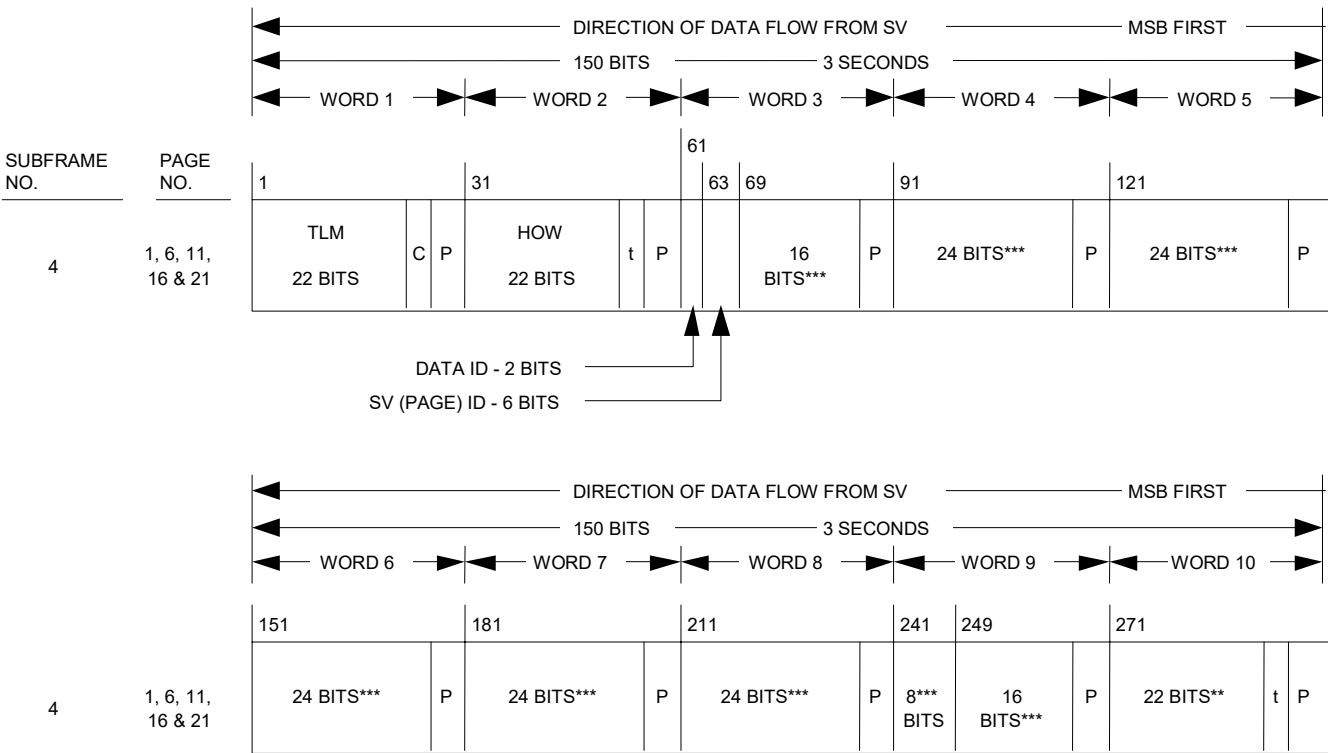 DIRECTION OF DATA FLOW FROM SV MSB FIRST
150 BITS 3 SECONDS
WORD 1 WORD 2 WORD 3 WORD 4 WORD 5
SUBFRAME NO. PAGE NO.
1 31 61 63 69 91 121
4
1, 6, 11,
16 & 21
TLM
22 BITS
C P
HOW
22 BITS
t P
16
BITS***
P
24 BITS***
P
24 BITS***
P
DATA ID - 2 BITS
SV (PAGE) ID - 6 BITS
DIRECTION OF DATA FLOW FROM SV MSB FIRST
150 BITS 3 SECONDS
WORD 6 WORD 7 WORD 8 WORD 9 WORD 10
151 181 211 241 249 271
4
1, 6, 11,
16 & 21
24 BITS***
P
24 BITS***
P
24 BITS***
P
8***
BITS
16
BITS***
P
22 BITS**
t P